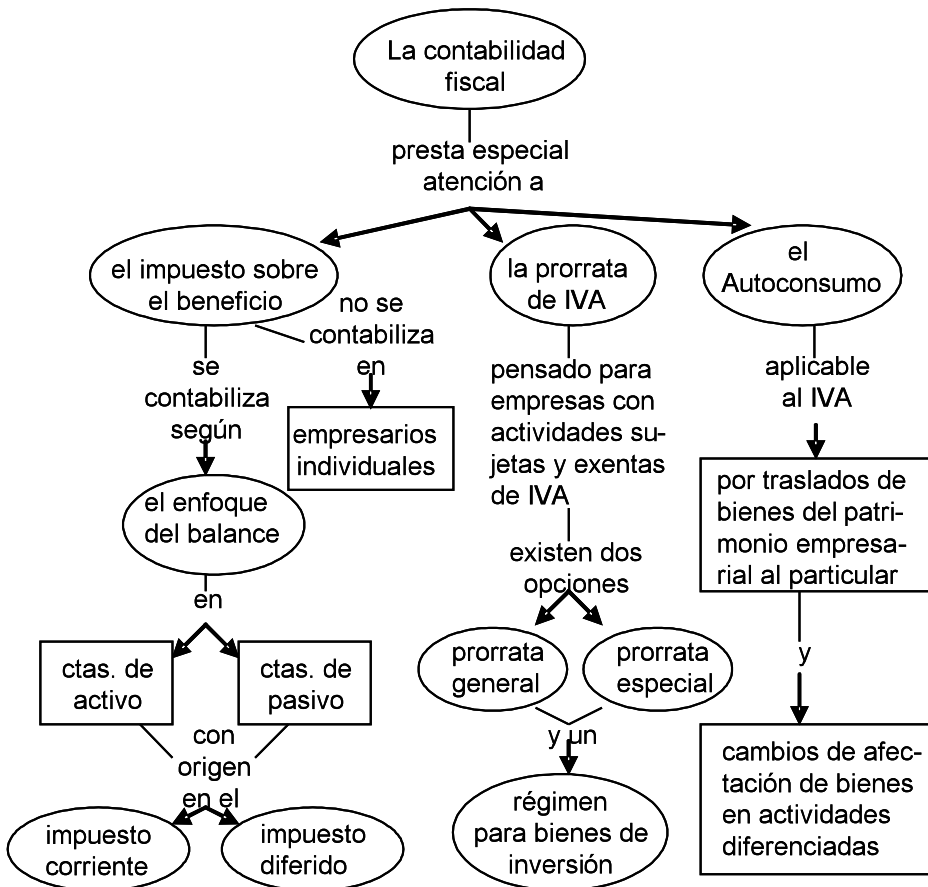 La contabilidad
fiscal
presta especial
atención a
el impuesto sobre
el beneficio
no se
contabiliza
en
empresarios
individuales
se
contabiliza
según
el enfoque
del balance
en
ctas. de
activo
ctas. de
pasivo
con
origen
en el
impuesto
corriente
impuesto
diferido
la prorrata
de IVA
pensado para
empresas con
actividades su-
jetas y exentas
de IVA
existen dos
opciones
prorrata
general
prorrata
especial
y un
régimen
para bienes de
inversión
el
Autoconsumo
aplicable
al IVA
por traslados de
bienes del patri-
monio empresa-
rial al particular
y
cambios de afec-
tación de bienes
en actividades
diferenciadas